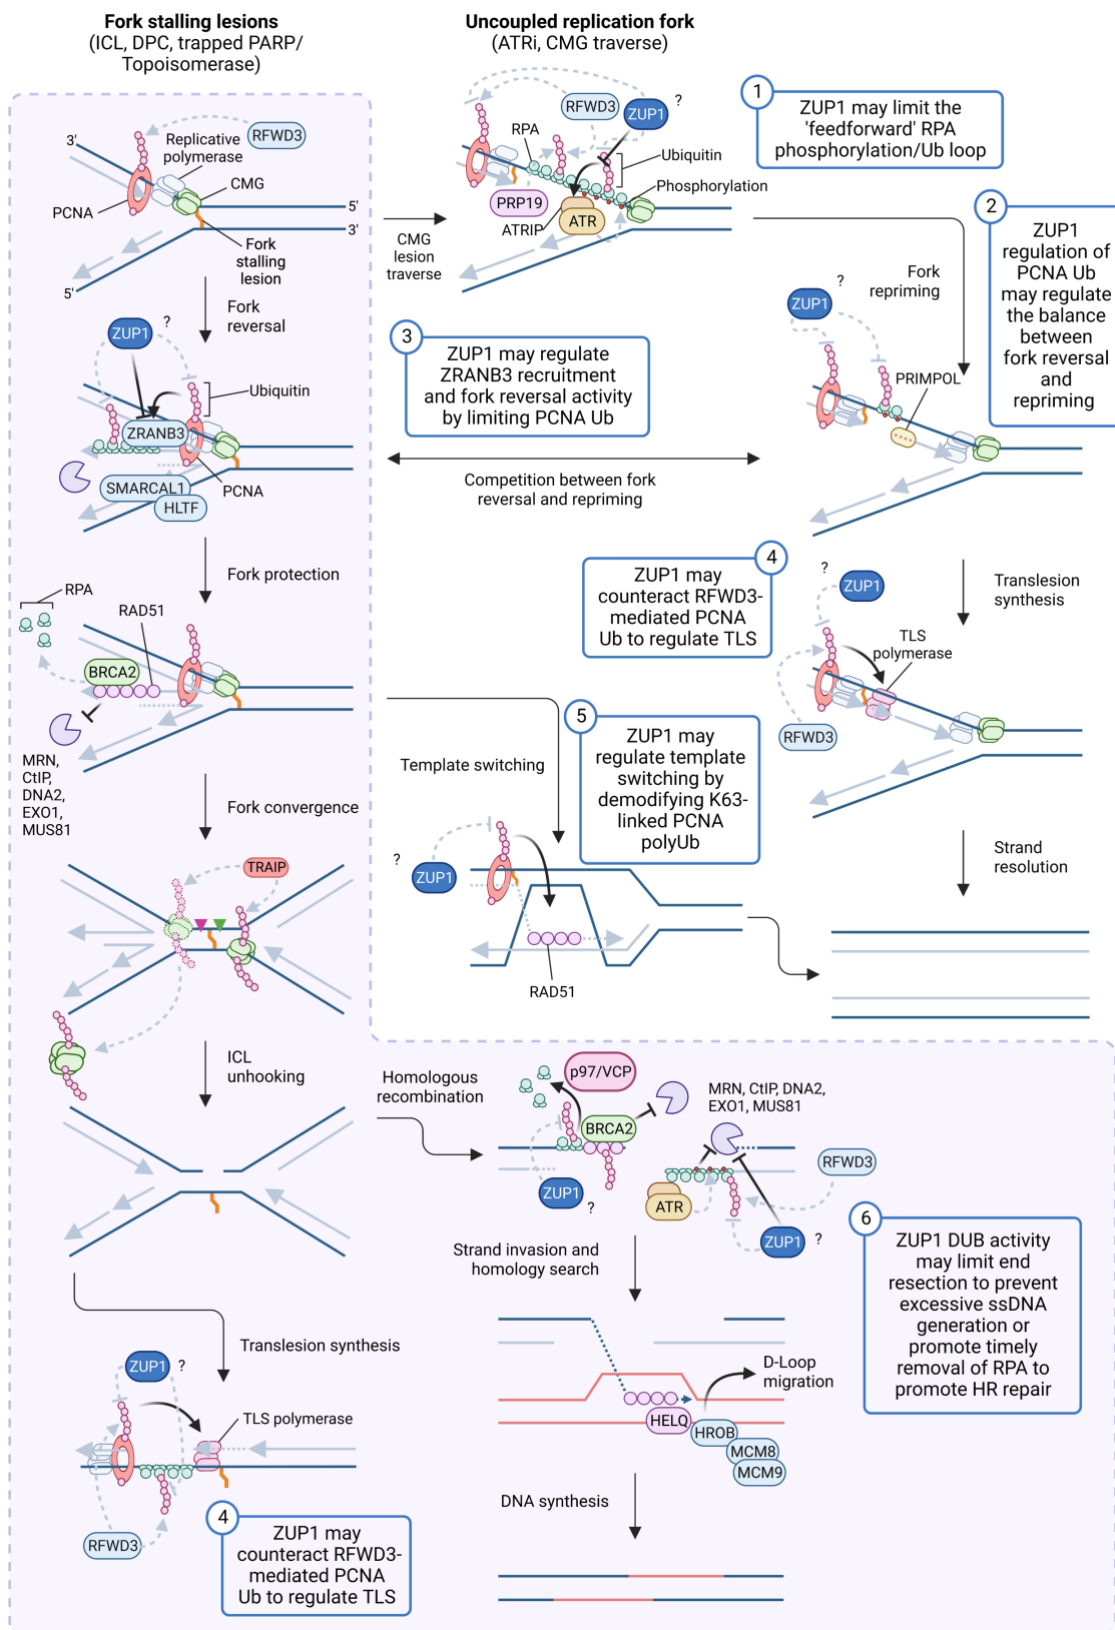 Fork stalling lesions
(ICL, DPC, trapped PARP/
Topoisomerase)
Uncoupled replication fork
(ATRi, CMG traverse)
3'
Replicative
polymerase
RFWD3
CMG
PCNA
5'
3'
Fork
stalling
lesion
5'
CMG
lesion
traverse
RPA
RFWD3
ZUP1
?
Ubiquitin
Phosphorylation
PRP19
ATRIP
ATR
1
ZUP1 may limit the
'feedforward' RPA
phosphorylation/Ub loop
2
ZUP1
regulation of
PCNA Ub
may regulate
the balance
between
fork reversal
and
repriming
Fork
repriming
ZUP1
?
PRIMPOL
Fork
reversal
ZUP1
?
Ubiquitin
ZRANB3
SMARCAL1
HLTF
PCNA
3
ZUP1 may regulate
ZRANB3 recruitment
and fork reversal activity
by limiting PCNA Ub
Competition between fork
reversal and repriming
Fork protection
RPA
RAD51
BRCA2
MRN,
CtIP,
DNA2,
EXO1,
MUS81
4
ZUP1 may
counteract RFWD3-
mediated PCNA
Ub to regulate TLS
Translesion
synthesis
?
ZUP1
TLS
polymerase
RFWD3
Template switching
5
ZUP1 may
regulate template
switching by
demodifying K63-
linked PCNA
polyUb
?
ZUP1
RAD51
Strand
resolution
Fork convergence
TRAIP
ICL
unhooking
Homologous
recombination
p97/VCP
BRCA2
ZUP1
?
MRN, CtIP, DNA2,
EXO1, MUS81
RFWD3
ATR
ZUP1
?
6
ZUP1 DUB activity
may limit end
resection to prevent
excessive ssDNA
generation or
promote timely
removal of RPA to
promote HR repair
Strand invasion and
homology search
D-Loop
migration
HELQ
HROB
MCM8
MCM9
DNA synthesis
Translesion synthesis
ZUP1
?
TLS polymerase
RFWD3
4
ZUP1 may
counteract RFWD3-
mediated PCNA
Ub to regulate TLS